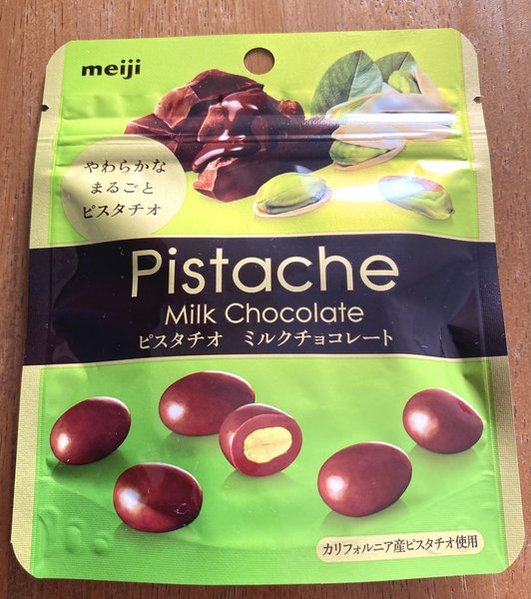 meiji
やわらかな
まるごと
ピスタチオ
Pistache
Milk Chocolate
ピスタチオ ミルクチョコレート
カリフォルニア産ピスタチオ使用